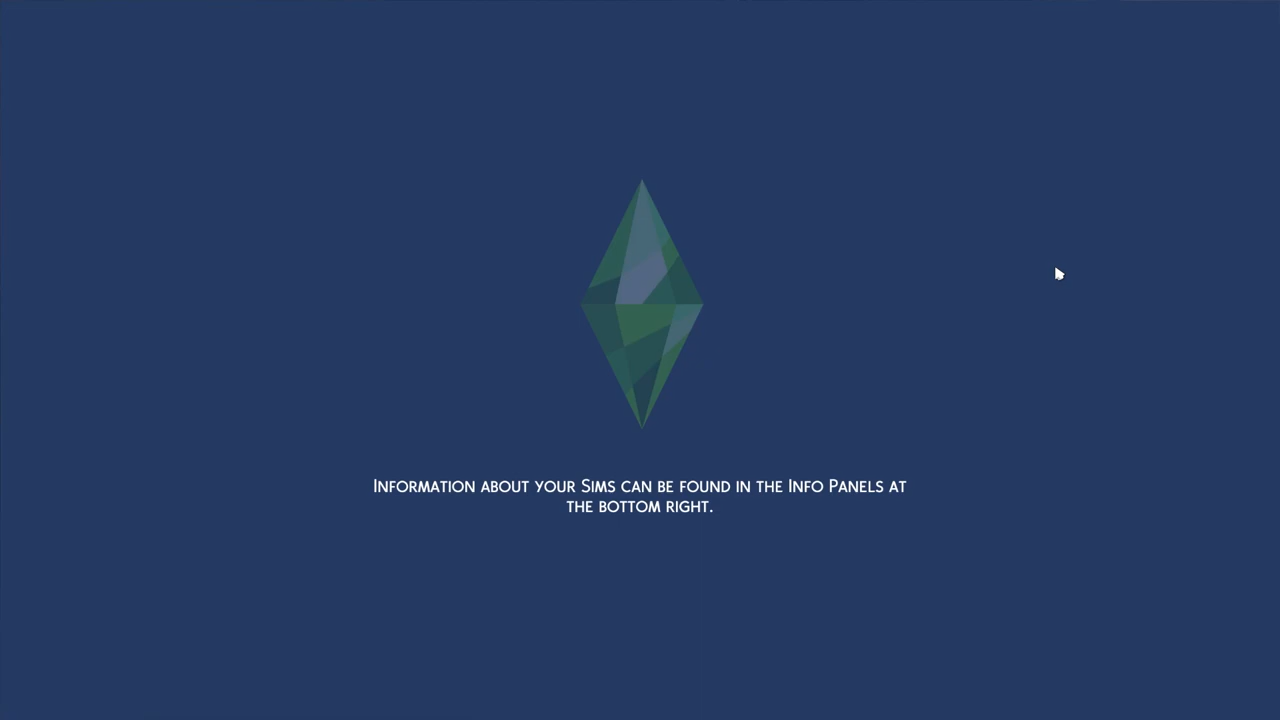 Information about your Sims can be found in the Info Panels at
the bottom right.